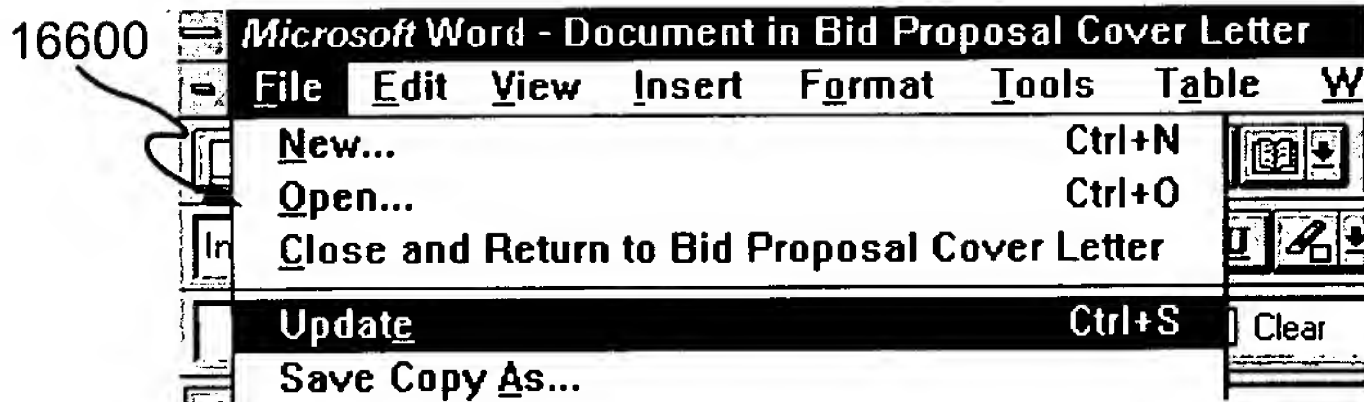 16600
Microsoft Word - Document in Bid Proposal Cover Letter
File Edit View Insert Format Tools Table W
New... Ctrl+N
Open... Ctrl+O
In
Close and Return to Bid Proposal Cover Letter
U
Update Ctrl+S
Clear
Save Copy As...